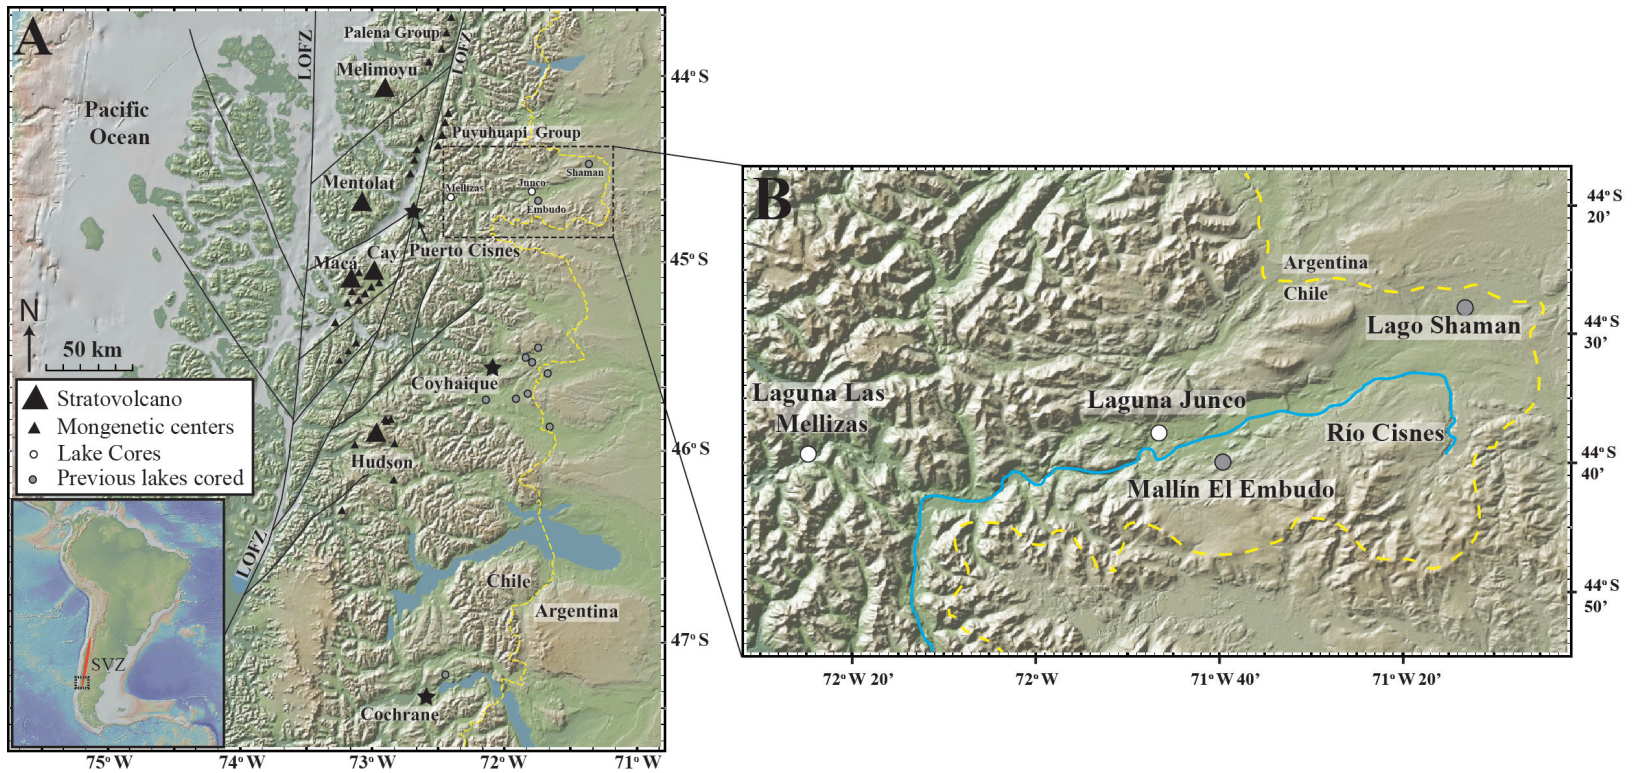 A
Palena Group
LOFZ
LOFZ
Melimoyu
44° S
Pacific
Ocean
Puyuhuapi Group
Shaman
Mentolat
Mellizas
Junco
Embudo
Puerto Cisnes
Cay
Macá
45° S
N
50 km
Coyhaique
Stratovolcano
Mongenetic centers
Lake Cores
Previous lakes cored
46° S
Hudson
LOFZ
Chile
Argentina
47° S
SVZ
Cochrane
75° W
74° W
73° W
72° W
71° W
B
44° S
20’
Argentina
Chile
Lago Shaman
44° S
30’
Laguna Las
Mellizas
Laguna Junco
Río Cisnes
44° S
40’
Mallín El Embudo
44° S
50’
72° W 20’
72° W
71° W 40’
71° W 20’